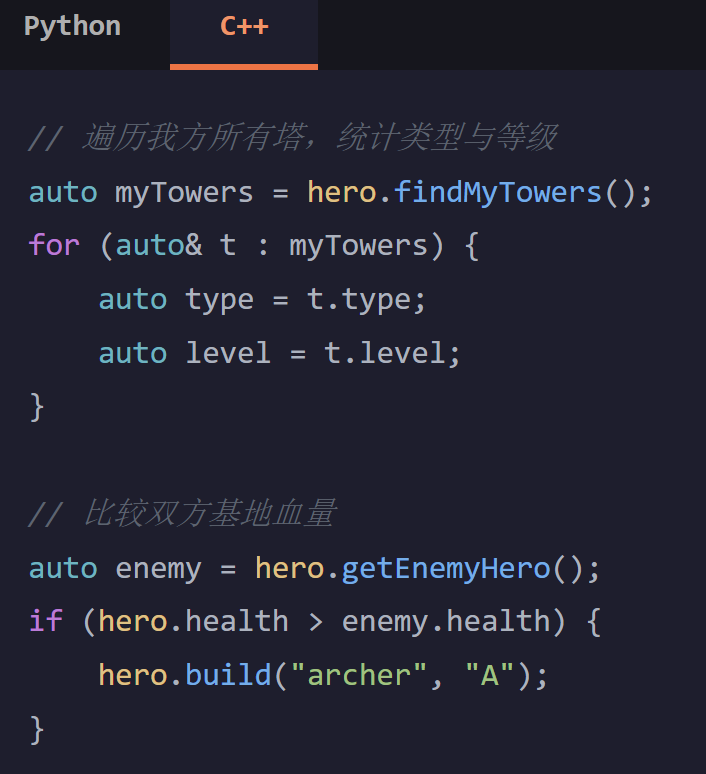 Python C++
// 遍历我方所有塔，统计类型与等级
auto myTowers = hero.findMyTowers();
for (auto& t : myTowers) {
    auto type = t.type;
    auto level = t.level;
}
// 比较双方基地血量
auto enemy = hero.getEnemyHero();
if (hero.health > enemy.health) {
    hero.build("archer", "A");
}